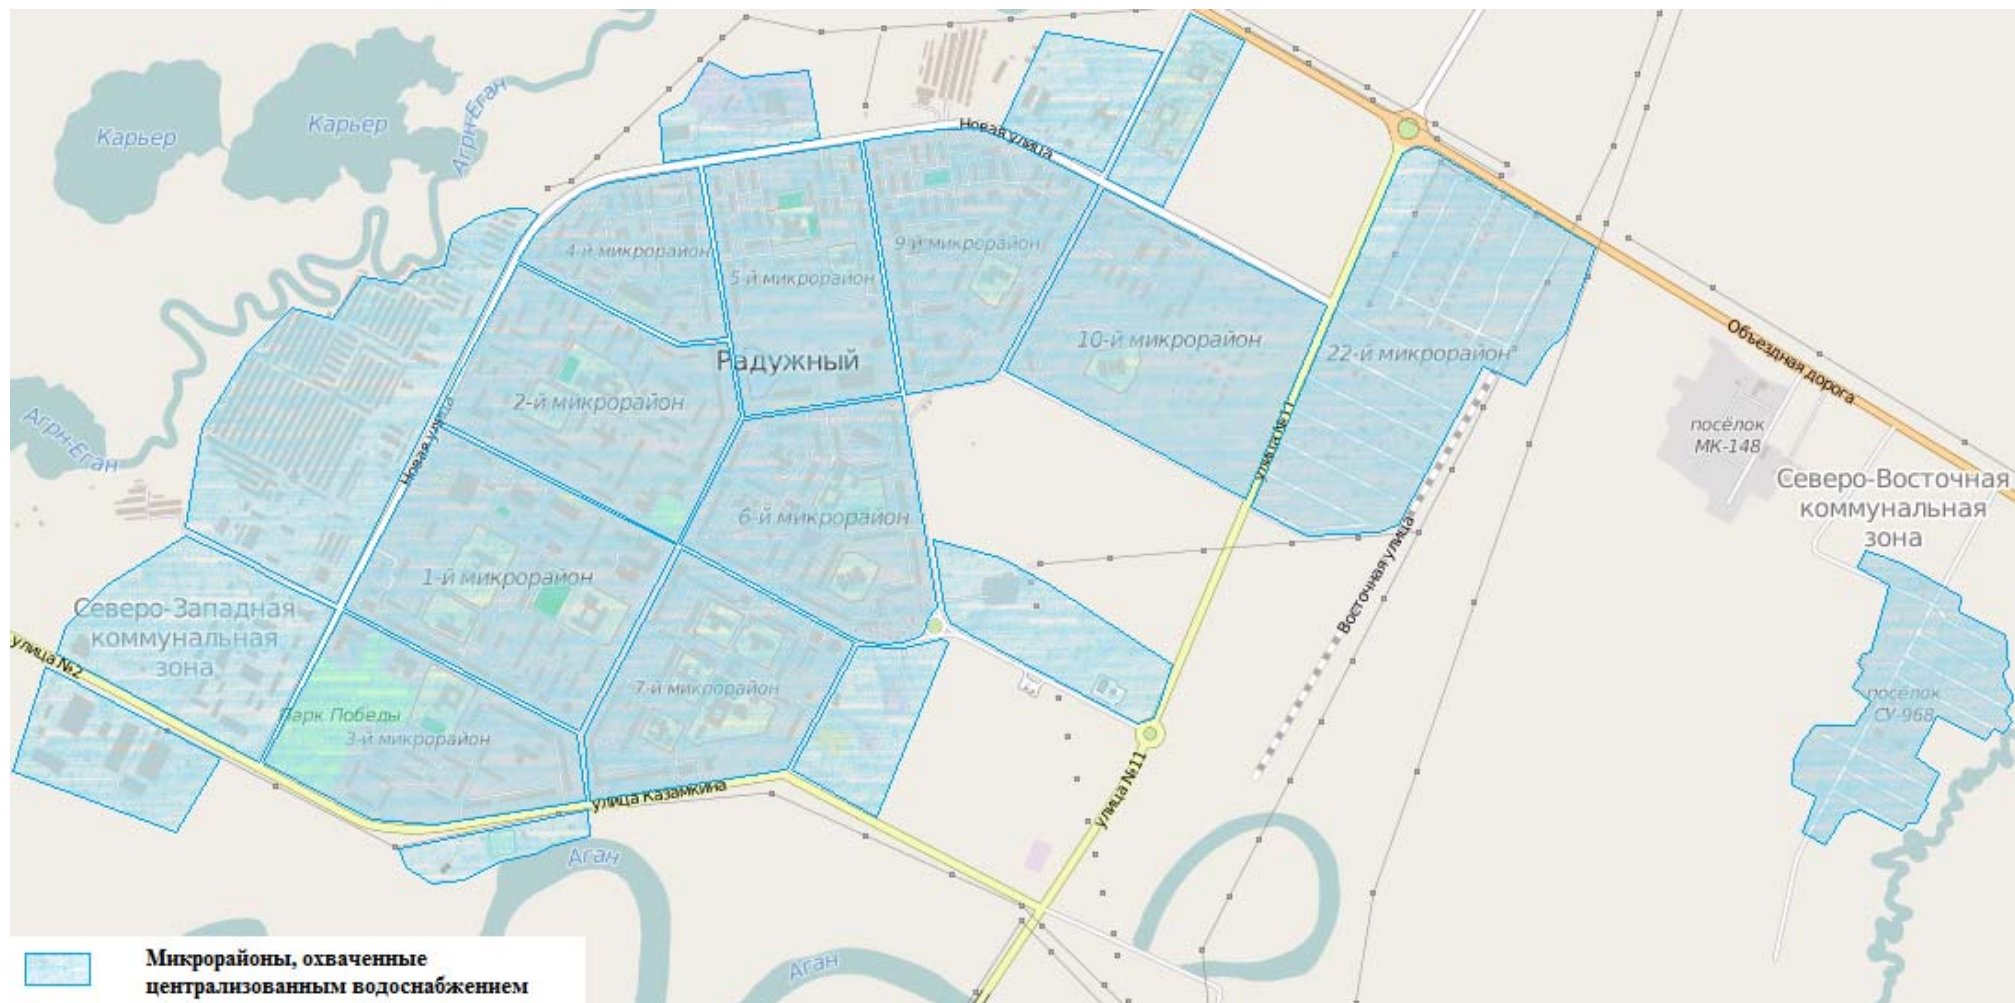 Карьер
Карьер
Агрн-Еган
Новая улица
4-й микрорайон
5-й микрорайон
9-й микрорайон
Радужный
10-й микрорайон
22-й микрорайон
Объездная дорога
2-й микрорайон
Новая улица
Агрн-Еган
улица №11
посёлок
МК-148
Северо-Восточная
коммунальная
зона
6-й микрорайон
1-й микрорайон
Восточная улица
Северо-Западная
коммунальная
зона
улица №2
7-й микрорайон
посёлок
СУ-968
Парк Победы
3-й микрорайон
улица Казамкина
улица №11
Аган
Аган
Микрорайоны, охваченные
централизованным водоснабжением